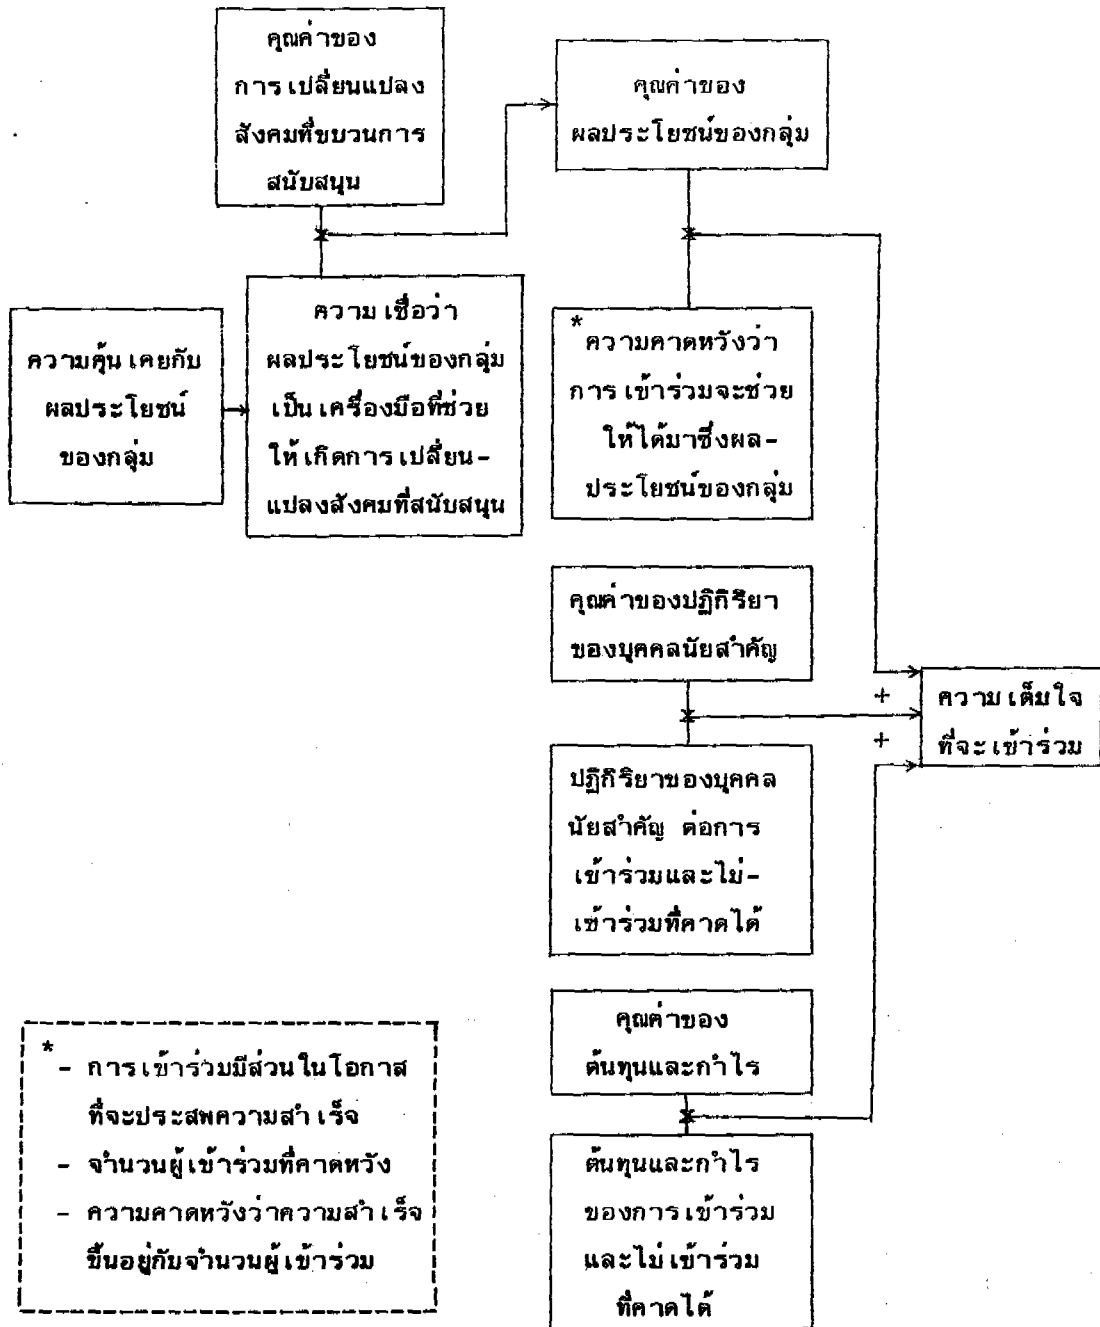 คุณค่าของ
การเปลี่ยนแปลง
สังคมที่ขบวนการ
สนับสนุน
คุณค่าของ
ผลประโยชน์ของกลุ่ม
ความคุ้นเคยกับ
ผลประโยชน์
ของกลุ่ม
ความเชื่อว่า
ผลประโยชน์ของกลุ่ม
เป็นเครื่องมือที่ช่วย
ให้เกิดการเปลี่ยน-
แปลงสังคมที่สนับสนุน
*ความคาดหวังว่า
การเข้าร่วมจะช่วย
ให้ได้มาซึ่งผล-
ประโยชน์ของกลุ่ม
คุณค่าของปฏิกิริยา
ของบุคคลนัยสำคัญ
+
+
ความเต็มใจ
ที่จะเข้าร่วม
ปฏิกิริยาของบุคคล
นัยสำคัญ ต่อการ
เข้าร่วมและไม่-
เข้าร่วมที่คาดได้
คุณค่าของ
ต้นทุนและกำไร
ต้นทุนและกำไร
ของการเข้าร่วม
และไม่เข้าร่วม
ที่คาดได้
*- การเข้าร่วมมีส่วนในโอกาส
ที่จะประสพความสำเร็จ
- จำนวนผู้เข้าร่วมที่คาดหวัง
- ความคาดหวังว่าความสำเร็จ
ขึ้นอยู่กับจำนวนผู้เข้าร่วม